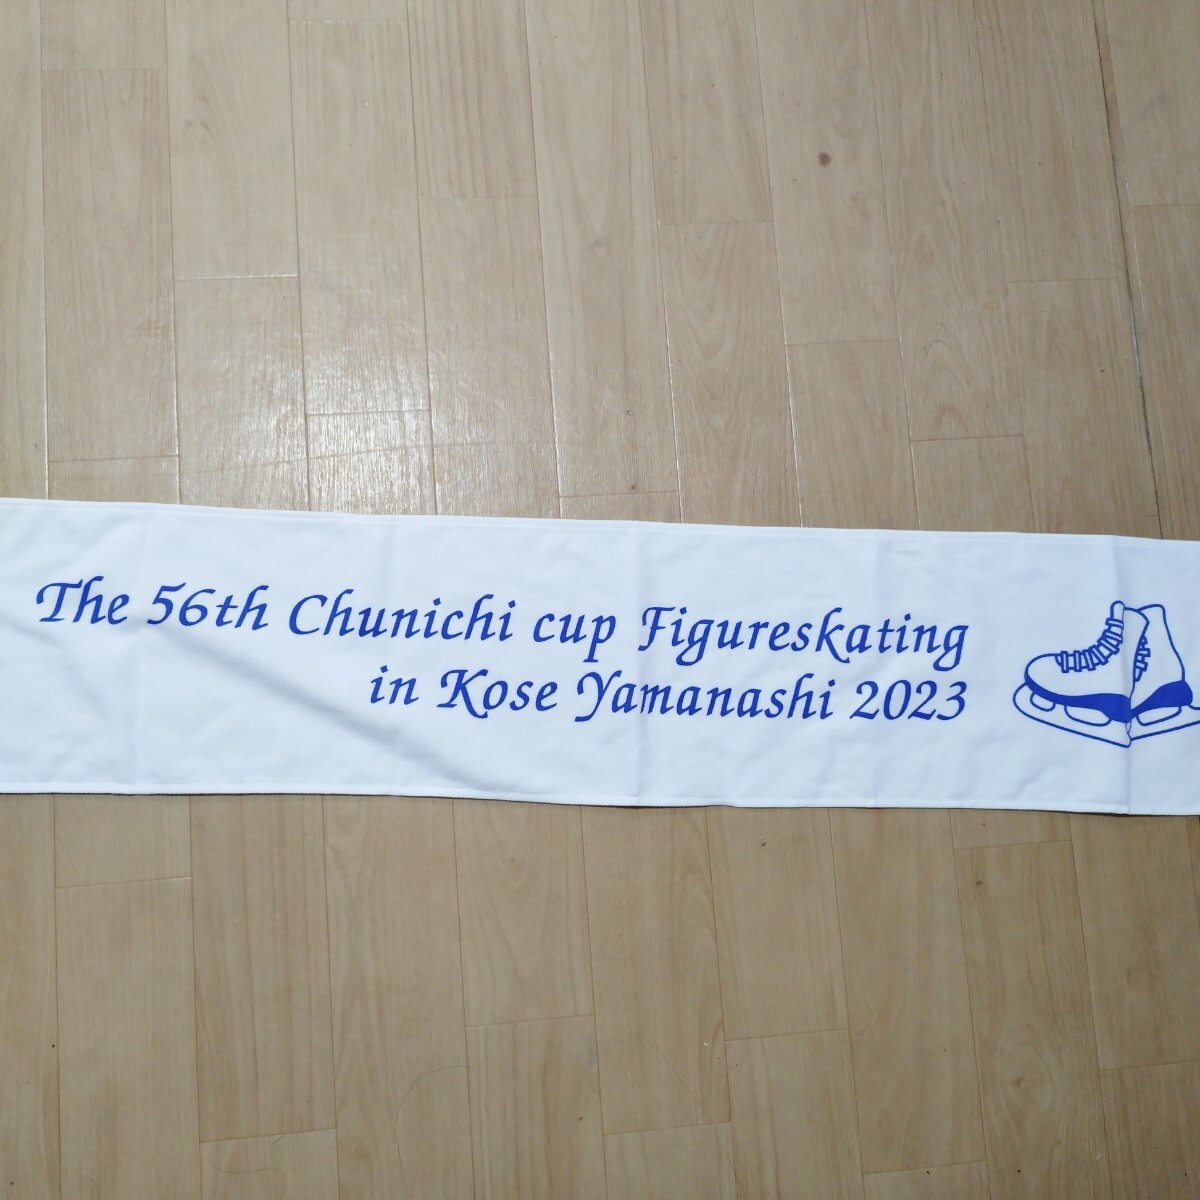 The 56th Chunichi cup Figureskating
in Kose Yamanashi 2023